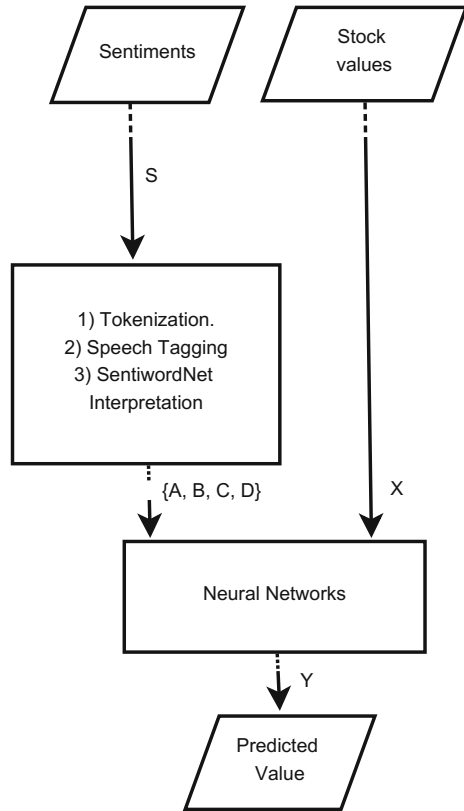 Sentiments
Stock
values
S
1) Tokenization.
2) Speech Tagging
3) SentiwordNet
Interpretation
{A, B, C, D}
X
Neural Networks
Y
Predicted
Value